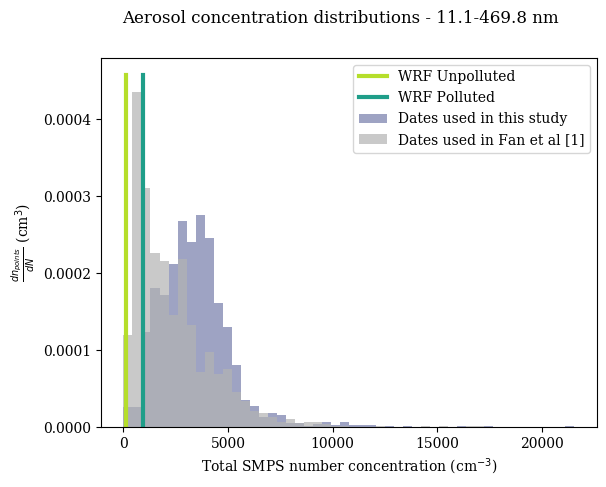 Aerosol concentration distributions - 11.1-469.8 nm
WRF Unpolluted
WRF Polluted
Dates used in this study
Dates used in Fan et al [1]
0.0004
0.0003
0.0002
0.0001
0.0000
dn_points/dN (cm³)
0 5000 10000 15000 20000
Total SMPS number concentration (cm⁻³)